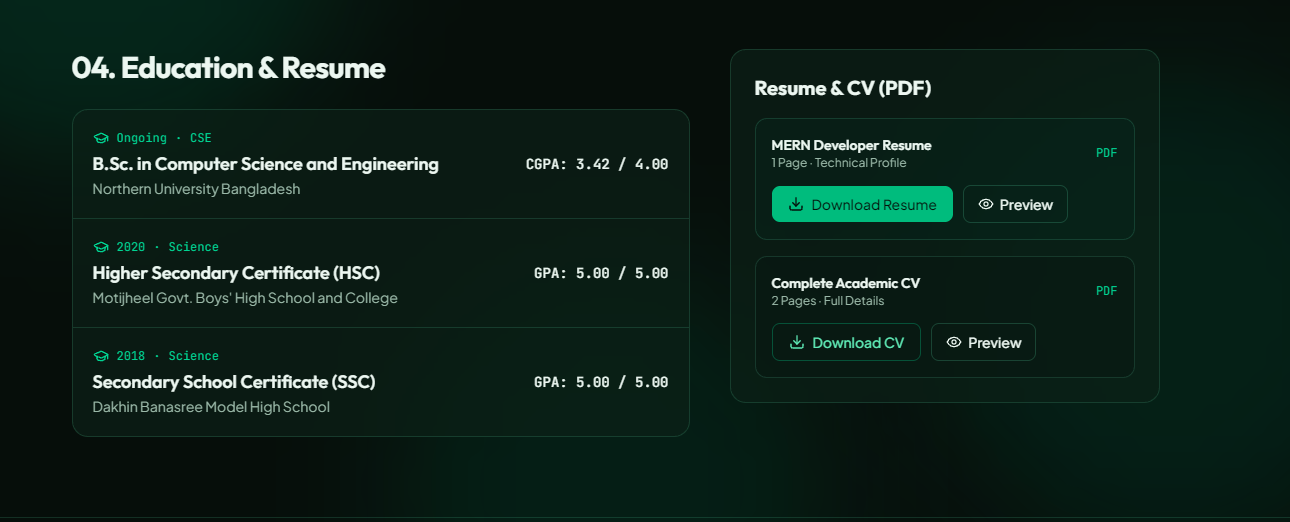 04. Education & Resume
Ongoing · CSE
B.Sc. in Computer Science and Engineering
CGPA: 3.42 / 4.00
Northern University Bangladesh
2020 · Science
Higher Secondary Certificate (HSC)
GPA: 5.00 / 5.00
Motijheel Govt. Boys' High School and College
2018 · Science
Secondary School Certificate (SSC)
GPA: 5.00 / 5.00
Dakhin Banasree Model High School
Resume & CV (PDF)
MERN Developer Resume
1 Page · Technical Profile
PDF
Download Resume
Preview
Complete Academic CV
2 Pages · Full Details
PDF
Download CV
Preview